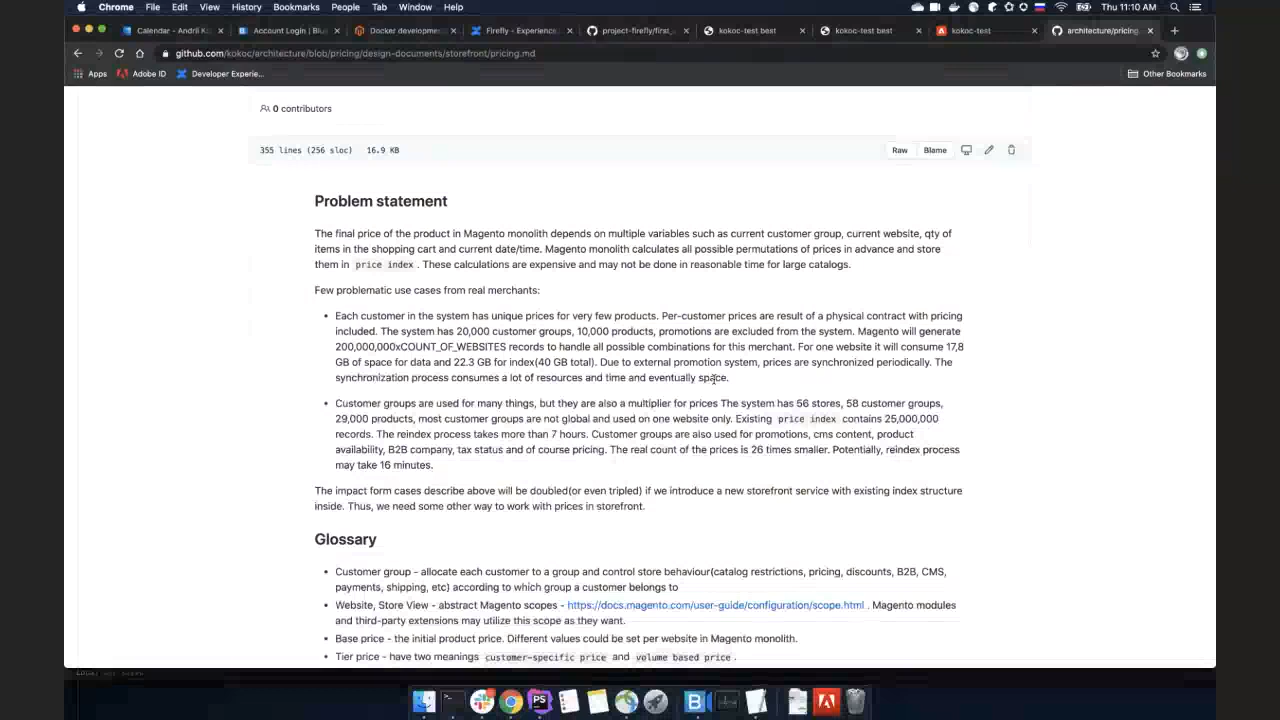 Chrome File Edit View History Bookmarks People Tab Window Help Thu 11:10 AM
Calendar - Andrii K Account Login | Blu Docker developmen Firefly - Experience project-firefly/first_ kokoc-test best kokoc-test best kokoc-test architecture/pricing
github.com/kokoc/architecture/blob/pricing/design-documents/storefront/pricing.md
Apps Adobe ID Developer Experie... Other Bookmarks
0 contributors
355 lines (256 sloc) 16.9 KB Raw Blame
Problem statement
The final price of the product in Magento monolith depends on multiple variables such as current customer group, current website, qty of
items in the shopping cart and current date/time. Magento monolith calculates all possible permutations of prices in advance and store
them in price index . These calculations are expensive and may not be done in reasonable time for large catalogs.
Few problematic use cases from real merchants:
• Each customer in the system has unique prices for very few products. Per-customer prices are result of a physical contract with pricing
included. The system has 20,000 customer groups, 10,000 products, promotions are excluded from the system. Magento will generate
200,000,000xCOUNT_OF_WEBSITES records to handle all possible combinations for this merchant. For one website it will consume 17,8
GB of space for data and 22.3 GB for index(40 GB total). Due to external promotion system, prices are synchronized periodically. The
synchronization process consumes a lot of resources and time and eventually space.
• Customer groups are used for many things, but they are also a multiplier for prices The system has 56 stores, 58 customer groups,
29,000 products, most customer groups are not global and used on one website only. Existing price index contains 25,000,000
records. The reindex process takes more than 7 hours. Customer groups are also used for promotions, cms content, product
availability, B2B company, tax status and of course pricing. The real count of the prices is 26 times smaller. Potentially, reindex process
may take 16 minutes.
The impact form cases describe above will be doubled(or even tripled) if we introduce a new storefront service with existing index structure
inside. Thus, we need some other way to work with prices in storefront.
Glossary
• Customer group - allocate each customer to a group and control store behaviour(catalog restrictions, pricing, discounts, B2B, CMS,
payments, shipping, etc) according to which group a customer belongs to
• Website, Store View - abstract Magento scopes - https://docs.magento.com/user-guide/configuration/scope.html . Magento modules
and third-party extensions may utilize this scope as they want.
• Base price - the initial product price. Different values could be set per website in Magento monolith.
• Tier price - have two meanings customer-specific price and volume based price .